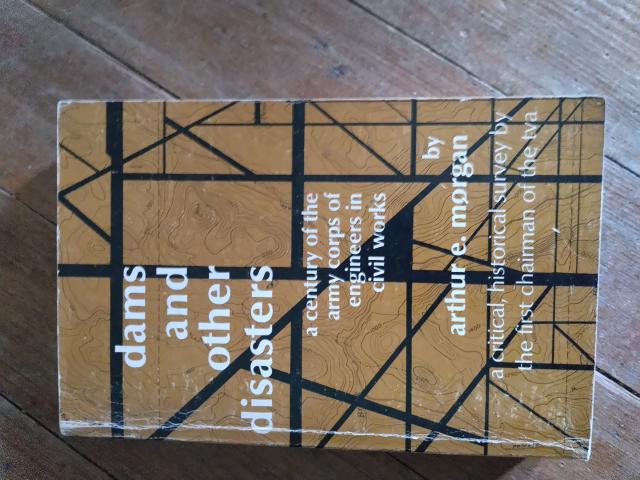 dams
and
other
disasters
a century of the
army corps of
engineers in
civil works
by
arthur e. morgan
a critical, historical survey by
the first chairman of the tva